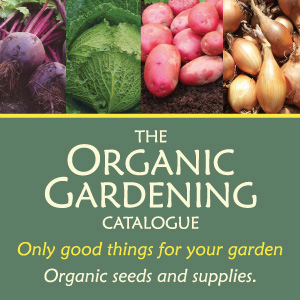 THE
ORGANIC
GARDENING
CATALOGUE
Only good things for your garden
Organic seeds and supplies.